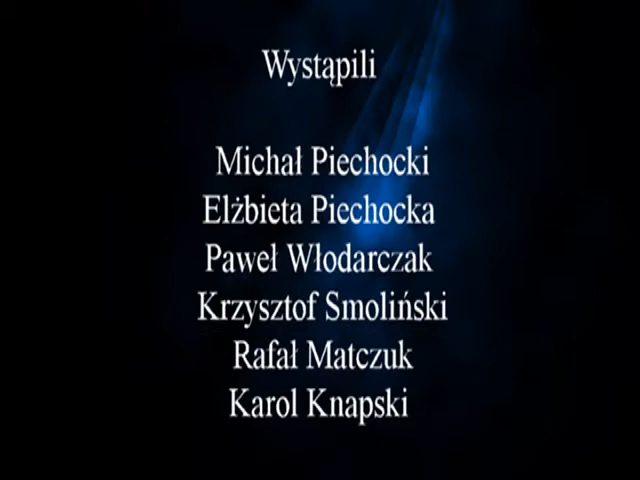 Wystąpili
Michał Piechocki
Elżbieta Piechocka
Paweł Włodarczak
Krzysztof Smoliński
Rafał Matczuk
Karol Knapski